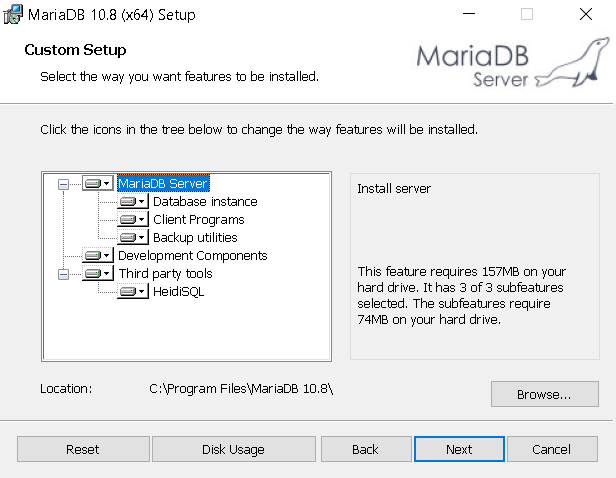 MariaDB 10.8 (x64) Setup
Custom Setup
Select the way you want features to be installed.
MariaDB
Server
Click the icons in the tree below to change the way features will be installed.
MariaDB Server
Database instance
Client Programs
Backup utilities
Development Components
Third party tools
HeidiSQL
Install server
This feature requires 157MB on your
hard drive. It has 3 of 3 subfeatures
selected. The subfeatures require
74MB on your hard drive.
Location: C:\Program Files\MariaDB 10.8\
Browse...
Reset Disk Usage Back Next Cancel